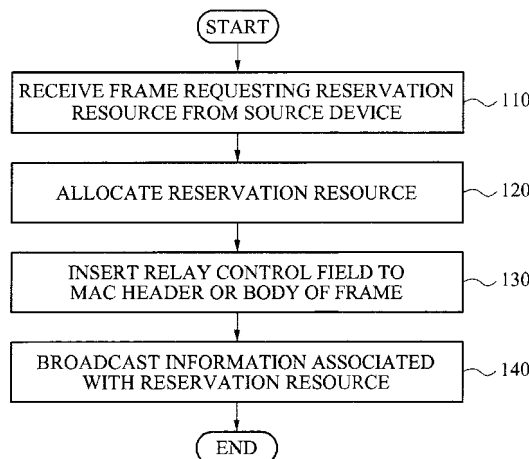 START
RECEIVE FRAME REQUESTING RESERVATION
RESOURCE FROM SOURCE DEVICE
110
ALLOCATE RESERVATION RESOURCE
120
INSERT RELAY CONTROL FIELD TO
MAC HEADER OR BODY OF FRAME
130
BROADCAST INFORMATION ASSOCIATED
WITH RESERVATION RESOURCE
140
END